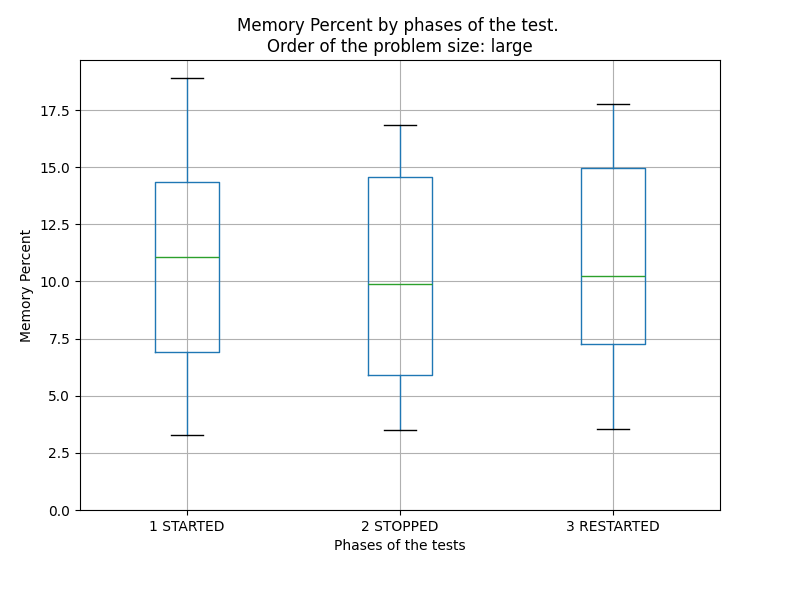 Memory Percent by phases of the test.
Order of the problem size: large
Memory Percent
17.5
15.0
12.5
10.0
7.5
5.0
2.5
0.0
1 STARTED
2 STOPPED
3 RESTARTED
Phases of the tests